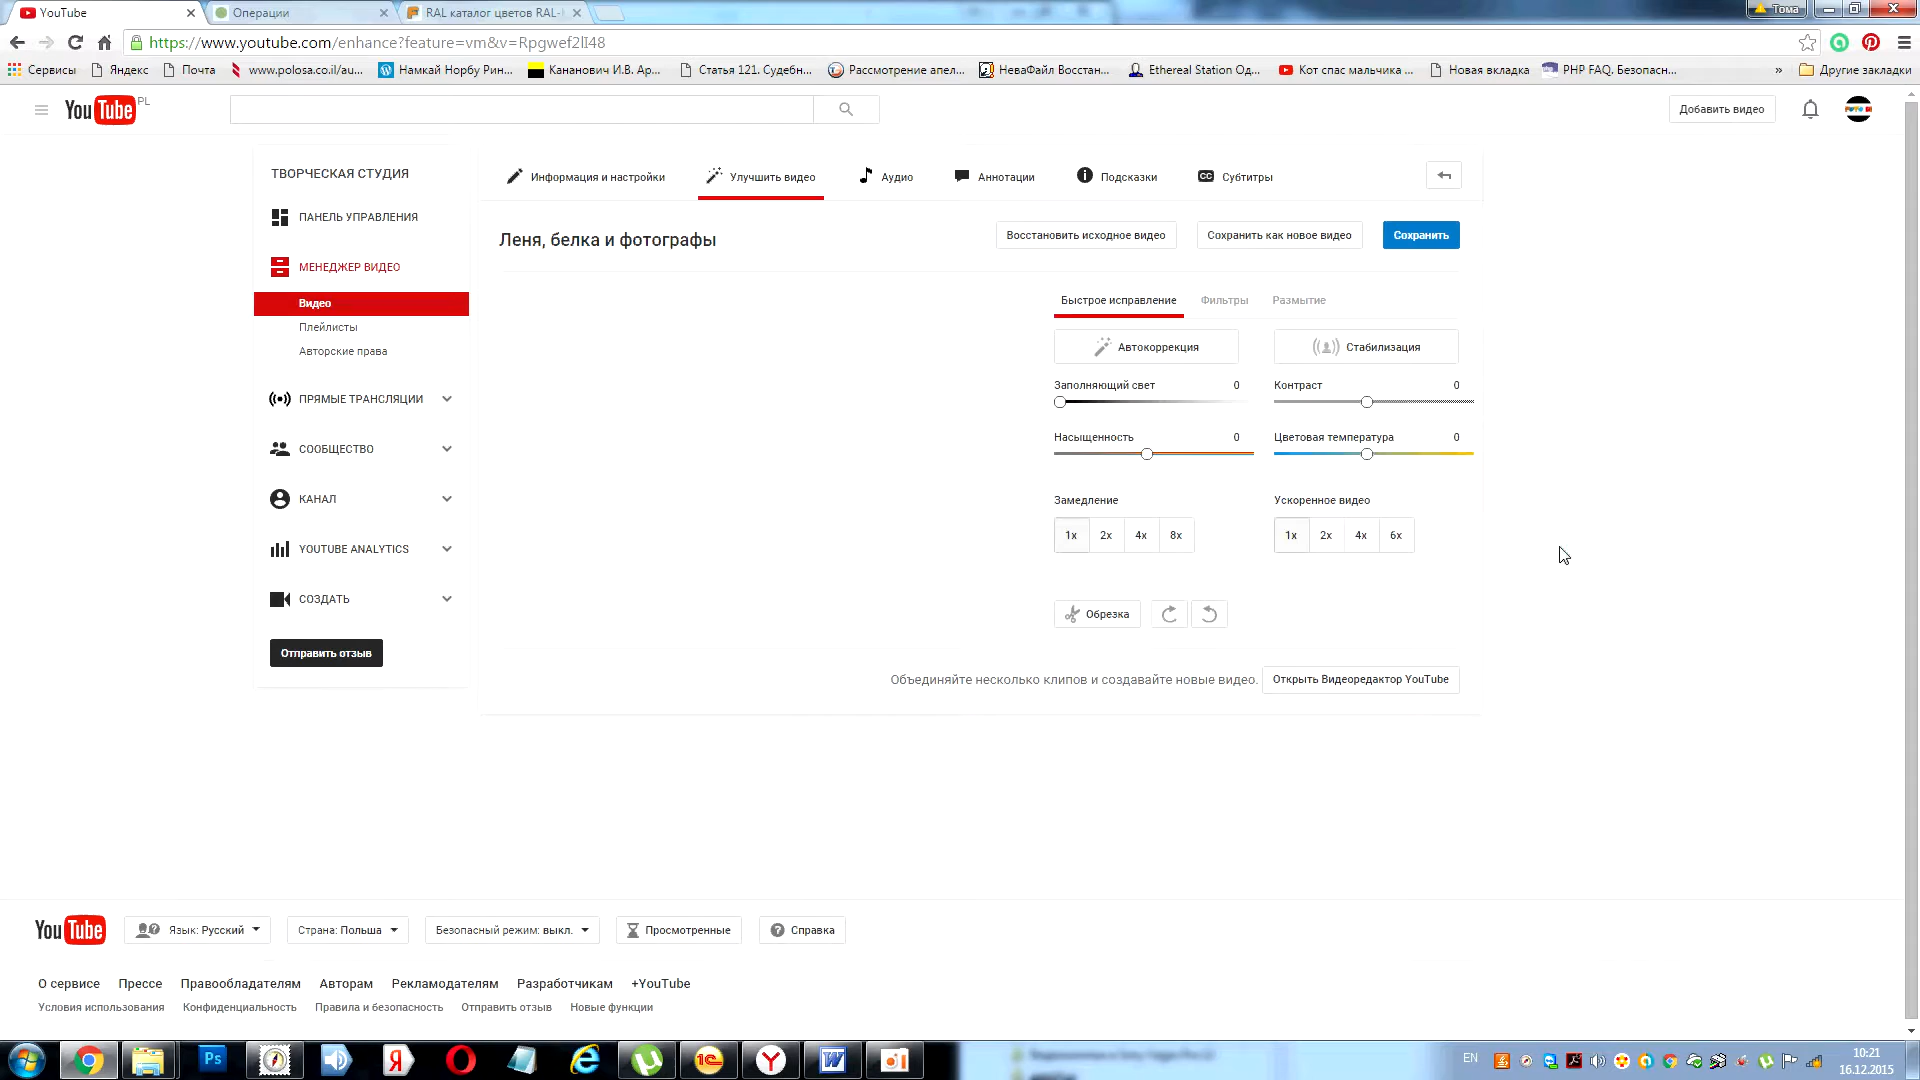 YouTube
Операции
RAL каталог цветов RAL-
Тома
https://www.youtube.com/enhance?feature=vm&v=Rpgwef2lI48
Сервисы
Яндекс
Почта
www.polosa.co.il/au...
Намкай Норбу Рин...
Кананович И.В. Ар...
Статья 121. Судебн...
Рассмотрение апел...
НеваФайл Восстан...
Ethereal Station Од...
Кот спас мальчика ...
Новая вкладка
PHP FAQ. Безопасн...
»
Другие закладки
YouTube PL
Добавить видео
ТВОРЧЕСКАЯ СТУДИЯ
ПАНЕЛЬ УПРАВЛЕНИЯ
МЕНЕДЖЕР ВИДЕО
Видео
Плейлисты
Авторские права
ПРЯМЫЕ ТРАНСЛЯЦИИ
СООБЩЕСТВО
КАНАЛ
YOUTUBE ANALYTICS
СОЗДАТЬ
Отправить отзыв
Информация и настройки
Улучшить видео
Аудио
Аннотации
Подсказки
CC Субтитры
Леня, белка и фотографы
Восстановить исходное видео
Сохранить как новое видео
Сохранить
Быстрое исправление
Фильтры
Размытие
Автокоррекция
Стабилизация
Заполняющий свет 0
Контраст 0
Насыщенность 0
Цветовая температура 0
Замедление
1x 2x 4x 8x
Ускоренное видео
1x 2x 4x 6x
Обрезка
Объединяйте несколько клипов и создавайте новые видео.
Открыть Видеоредактор YouTube
YouTube
Язык: Русский
Страна: Польша
Безопасный режим: выкл.
Просмотренные
Справка
О сервисе Прессе Правообладателям Авторам Рекламодателям Разработчикам +YouTube
Условия использования Конфиденциальность Правила и безопасность Отправить отзыв Новые функции
Ps
EN
10:21
16.12.2015